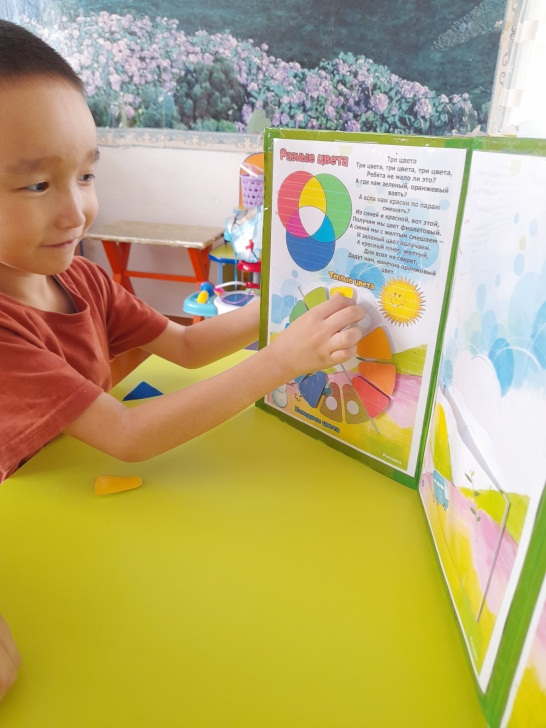 Разные цвета
Три цвета
Три цвета, три цвета, три цвета,
Ребята не мало ли это?
А где нам зеленый, оранжевый
взять?
А если нам краски по парам
смешать?
Из синей и красной, вот этой,
Получим мы цвет фиолетовый,
А синий мы с желтым смешаем –
И зеленый цвет получаем.
А красный плюс желтый,
Для всех не секрет,
Дадут нам, конечно оранжевый
цвет.
Теплые цвета
Холодные цвета